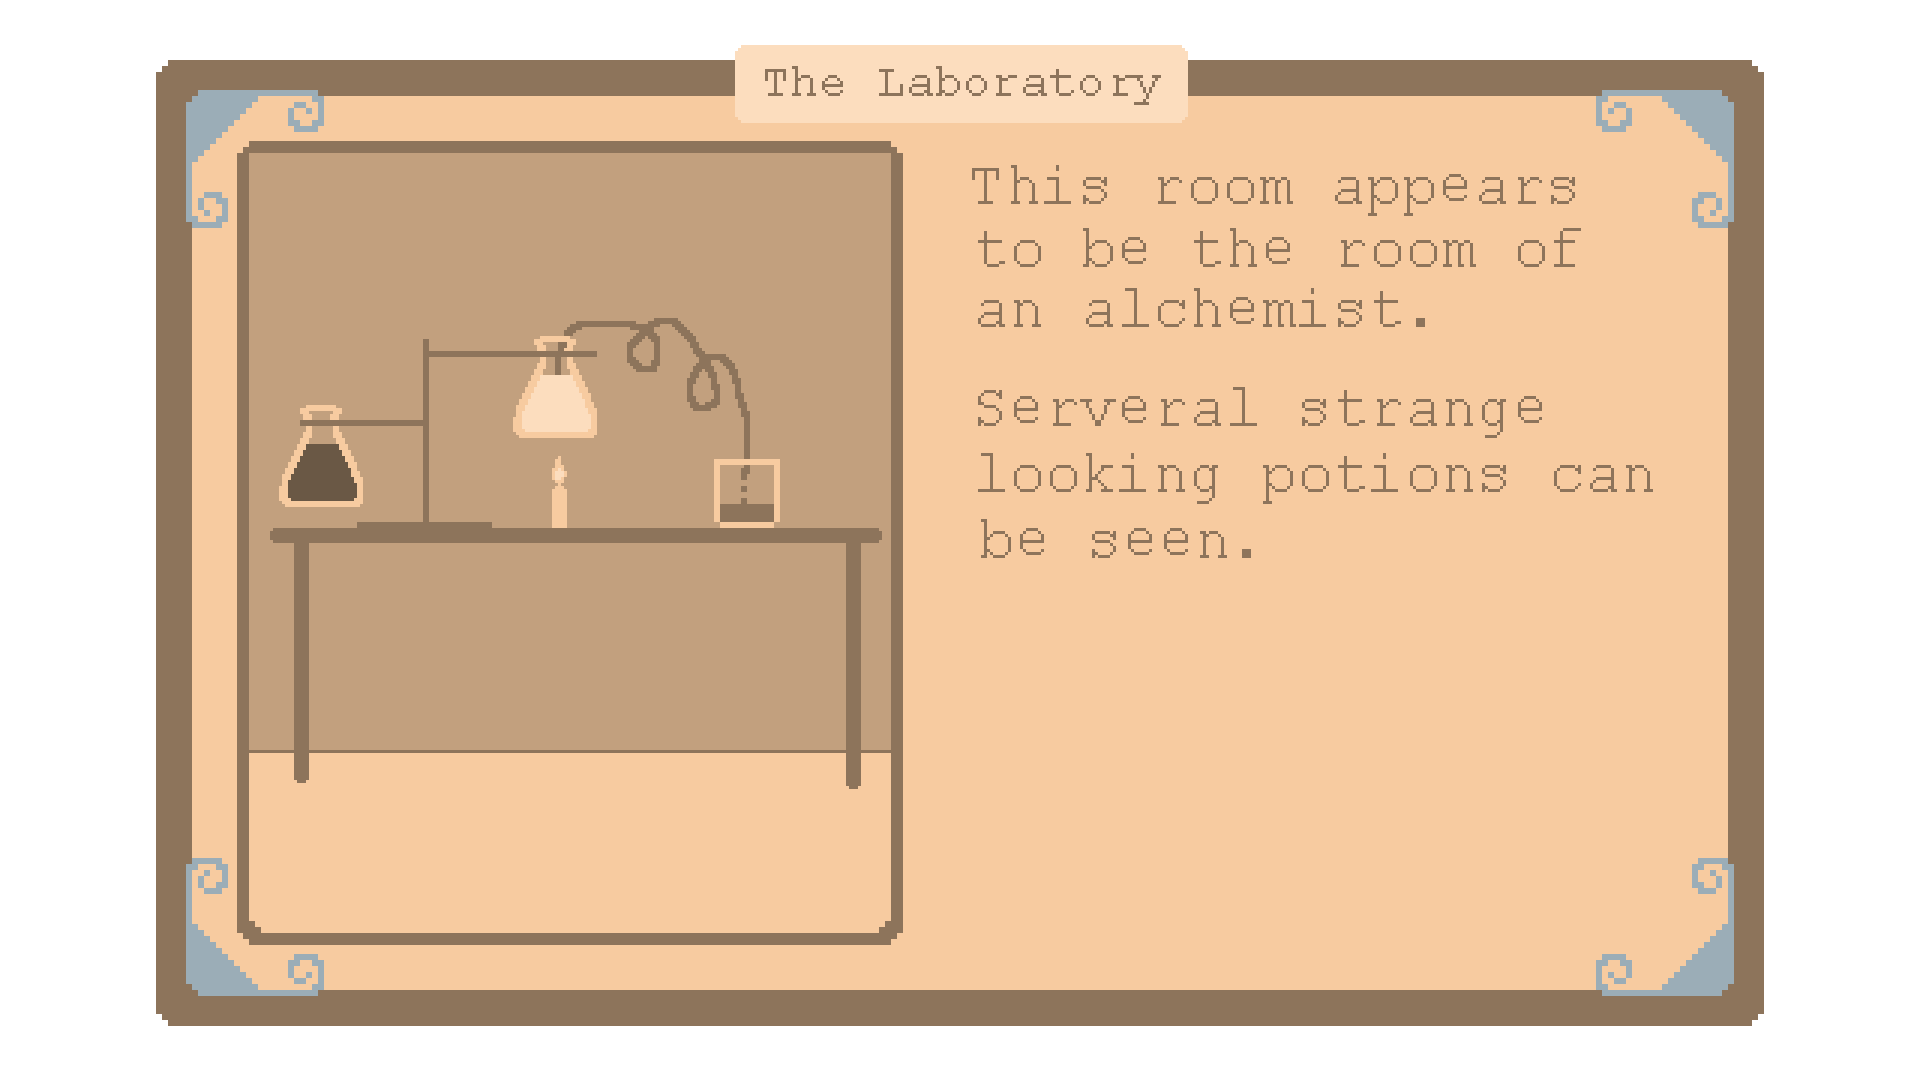 The Laboratory
This room appears
to be the room of
an alchemist.
Serveral strange
looking potions can
be seen.